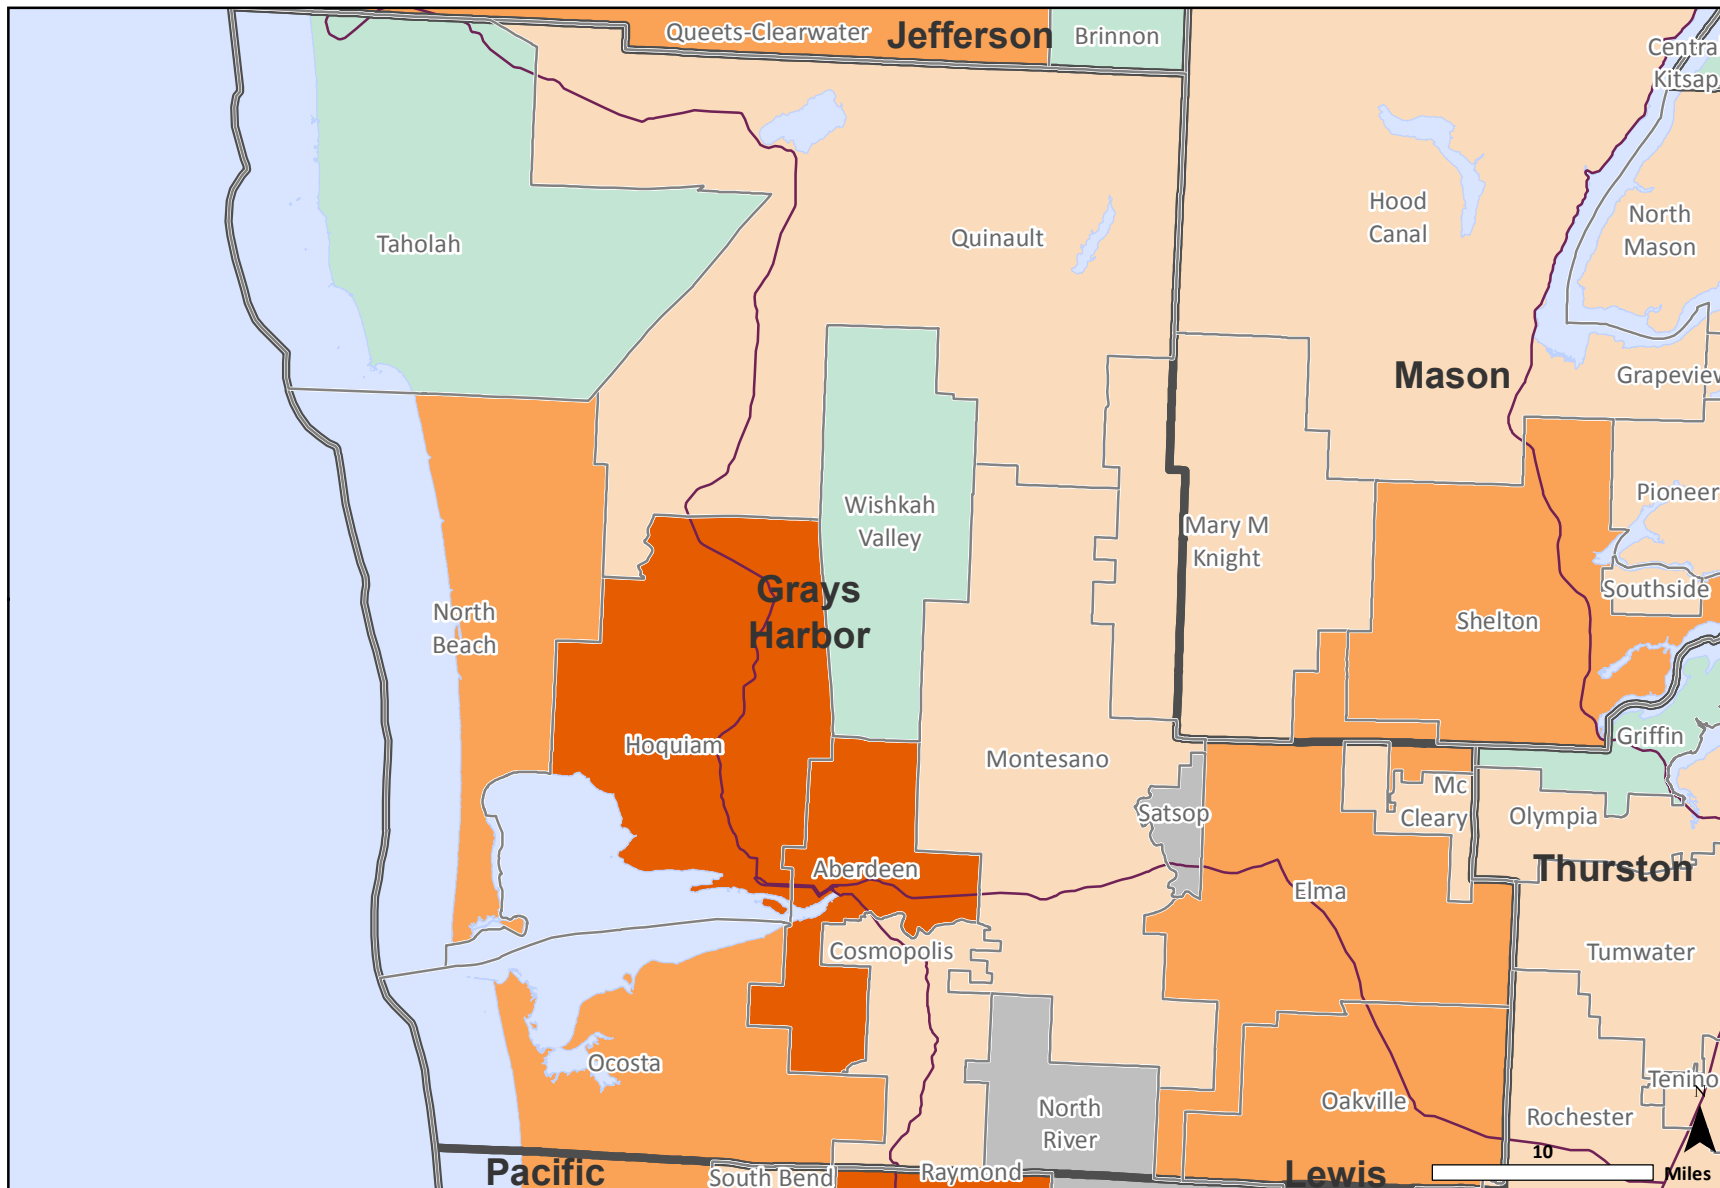 Queets-Clearwater
Jefferson
Brinnon
Centra
Kitsap
Taholah
Quinault
Hood
Canal
North
Mason
Mason
Grapeview
Wishkah
Valley
Mary M
Knight
Pioneer
Grays
Harbor
North
Beach
Southside
Shelton
Hoquiam
Montesano
Griffin
Satsop
Mc
Cleary
Olympia
Aberdeen
Elma
Thurston
Cosmopolis
Tumwater
Ocosta
North
River
Oakville
Tenino
N
Rochester
10
Miles
Pacific
South Bend
Raymond
Lewis